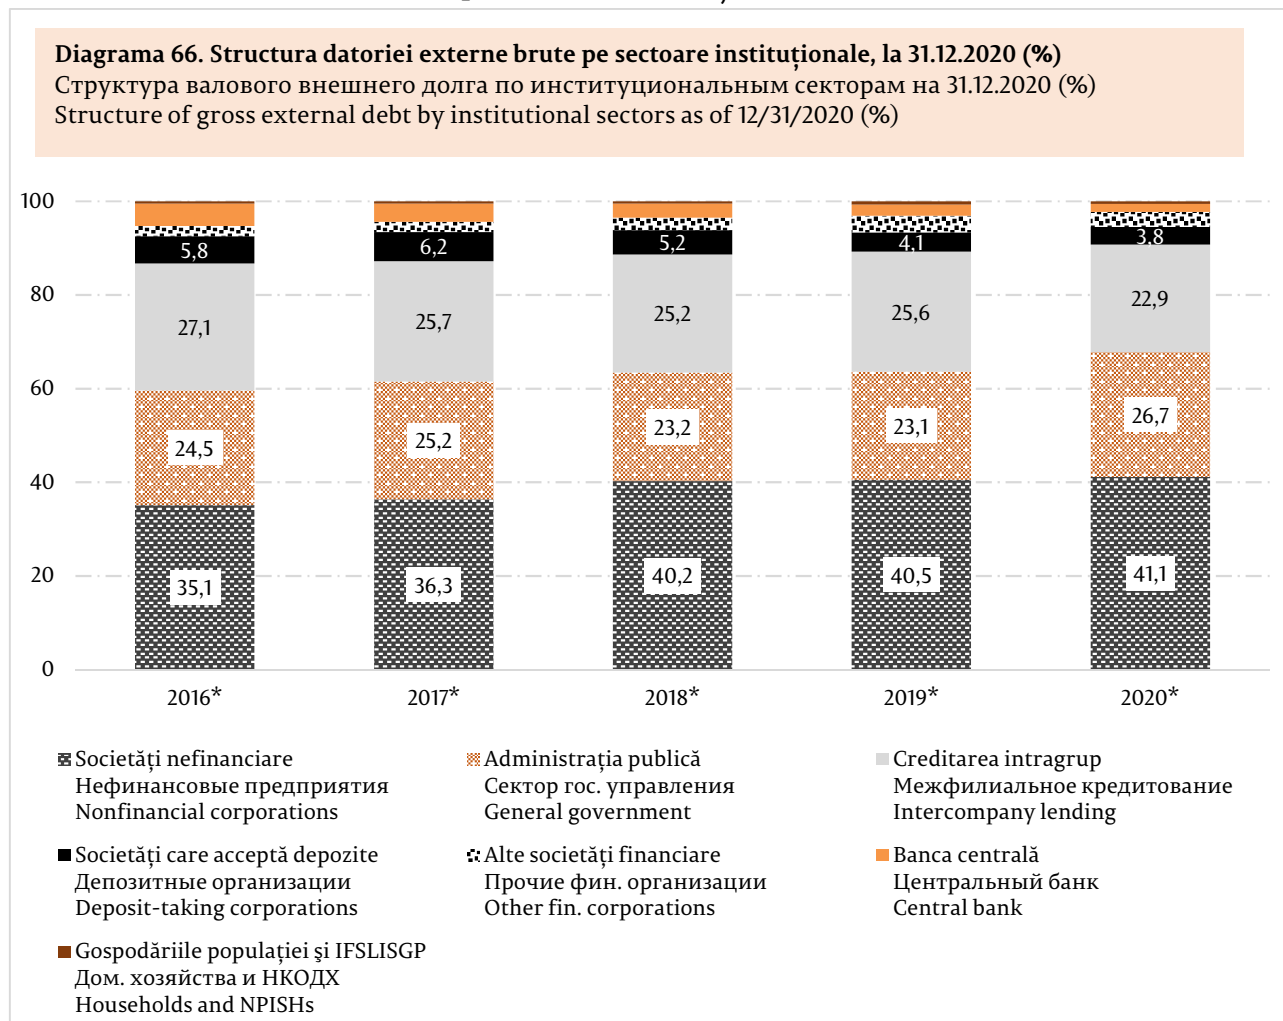 Diagrama 66. Structura datoriei externe brute pe sectoare instituționale, la 31.12.2020 (%)
Структура валового внешнего долга по институциональным секторам на 31.12.2020 (%)
Structure of gross external debt by institutional sectors as of 12/31/2020 (%)
100
80
60
40
20
0
5,8
6,2
5,2
4,1
3,8
27,1
25,7
25,2
25,6
22,9
24,5
25,2
23,2
23,1
26,7
35,1
36,3
40,2
40,5
41,1
2016*
2017*
2018*
2019*
2020*
Societăți nefinanciare
Нефинансовые предприятия
Nonfinancial corporations
Administrația publică
Сектор гос. управления
General government
Creditarea intragrup
Межфилиальное кредитование
Intercompany lending
Societăți care acceptă depozite
Депозитные организации
Deposit-taking corporations
Alte societăți financiare
Прочие фин. организации
Other fin. corporations
Banca centrală
Центральный банк
Central bank
Gospodăriile populației şi IFSLISGP
Дом. хозяйства и НКОДХ
Households and NPISHs